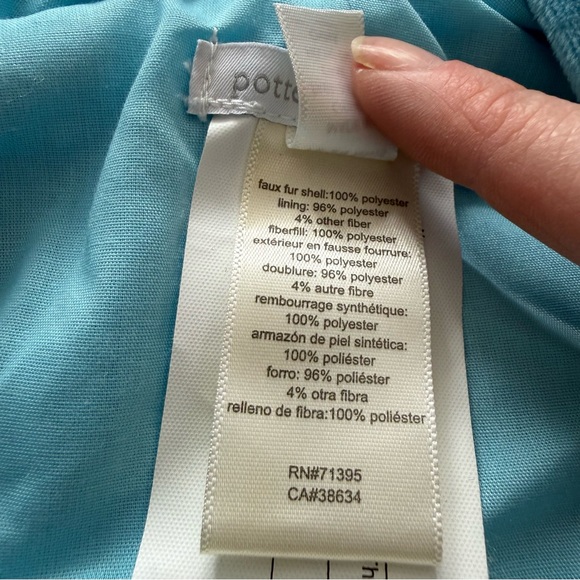 potte
faux fur shell:100% polyester
lining: 96% polyester
4% other fiber
fiberfill: 100% polyester
extérieur en fausse fourrure:
100% polyester
doublure: 96% polyester
4% autre fibre
rembourrage synthétique:
100% polyester
armazón de piel sintética:
100% poliéster
forro: 96% poliéster
4% otra fibra
relleno de fibra:100% poliéster
RN#71395
CA#38634